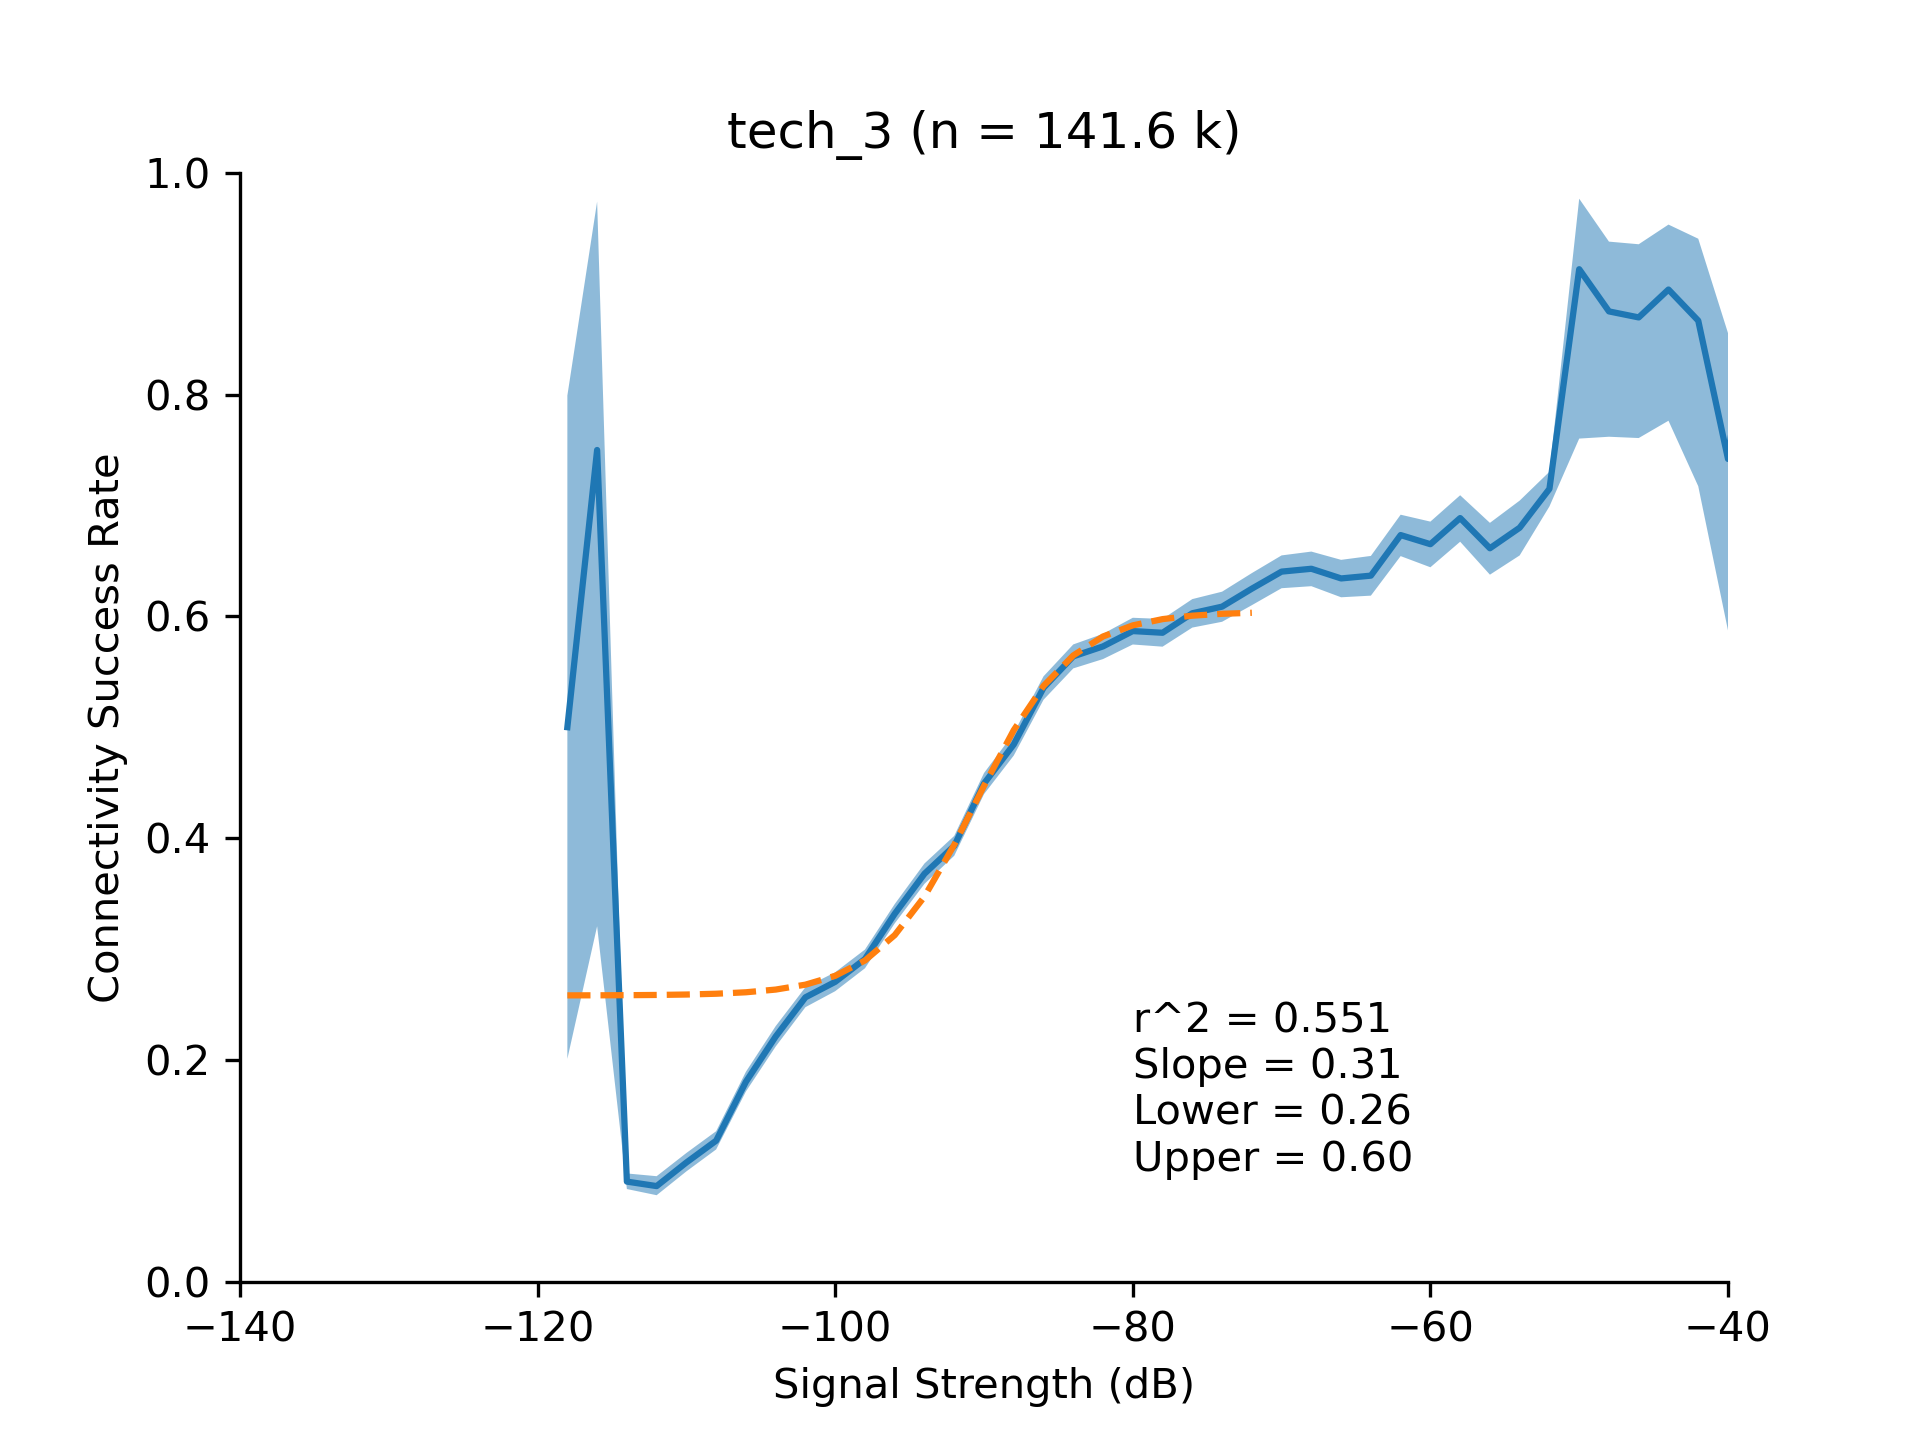 tech_3 (n = 141.6 k)
1.0
0.8
0.6
0.4
0.2
0.0
Connectivity Success Rate
r^2 = 0.551
Slope = 0.31
Lower = 0.26
Upper = 0.60
−140 −120 −100 −80 −60 −40
Signal Strength (dB)